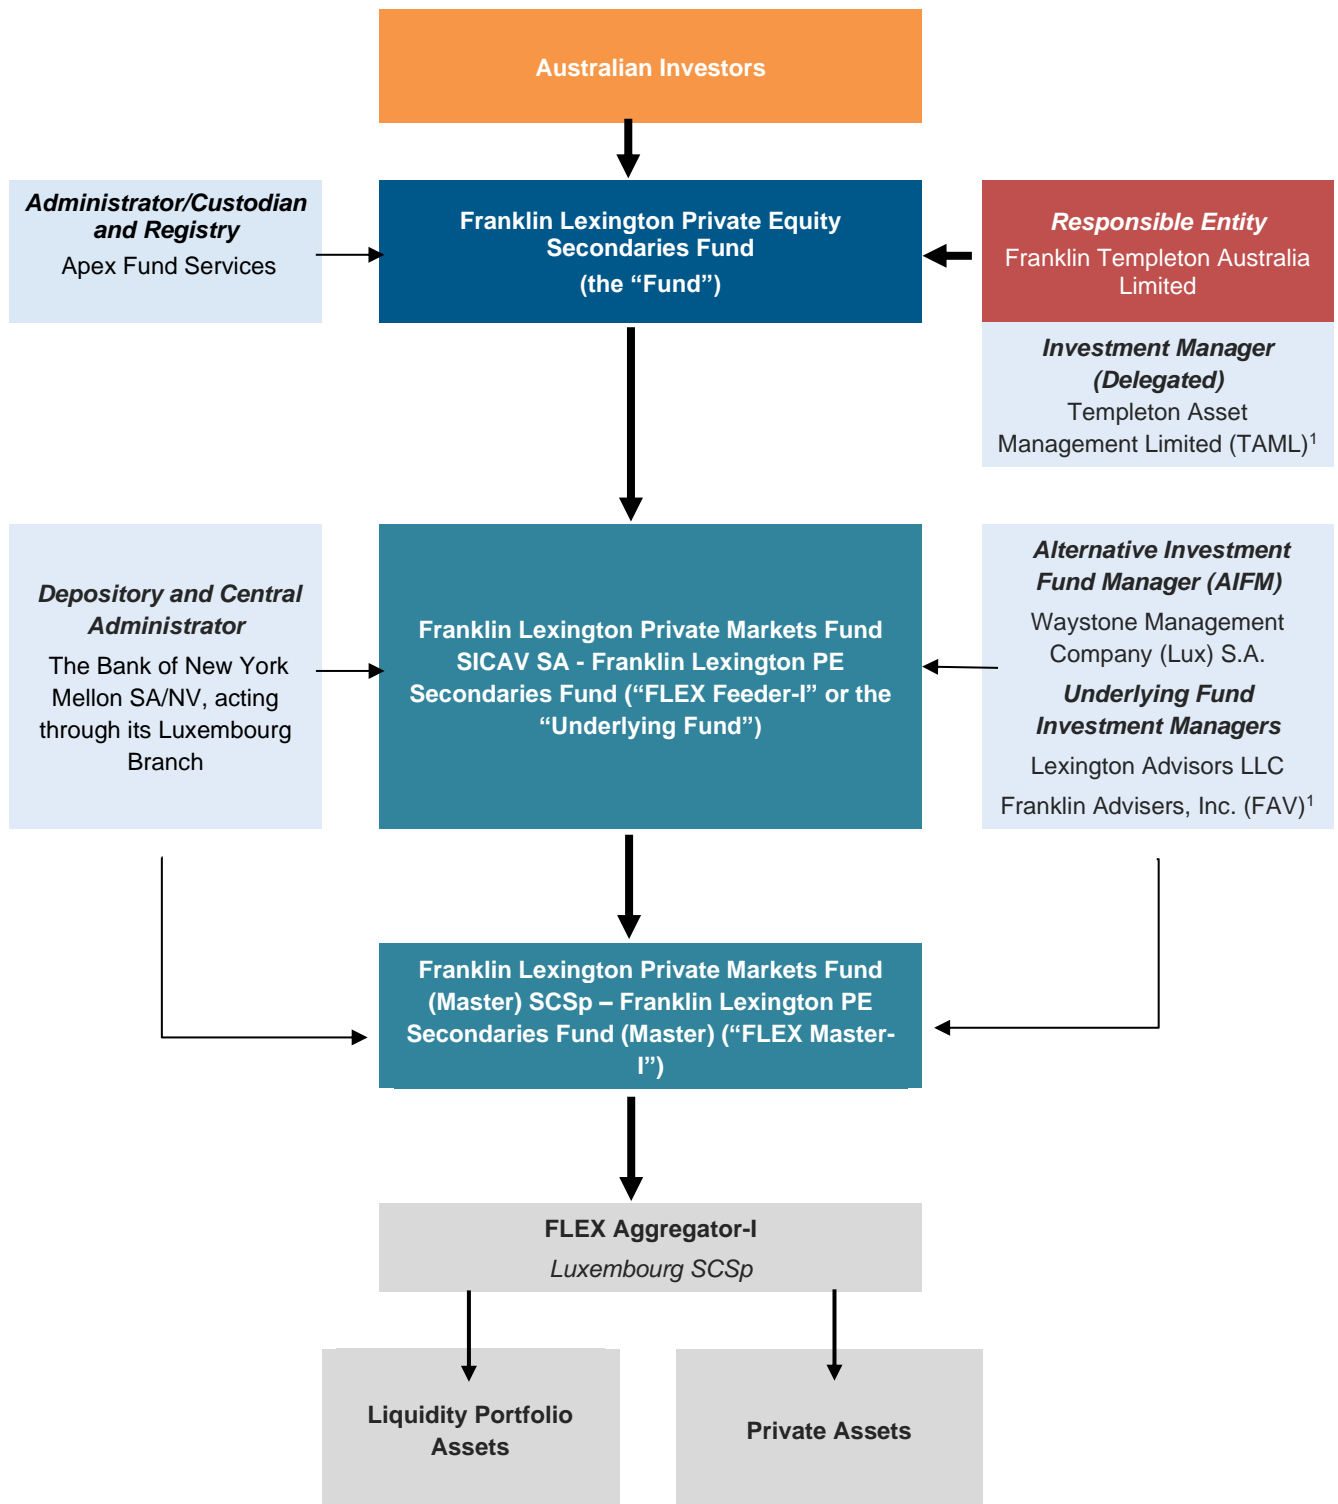 Australian Investors
Administrator/Custodian
and Registry
Apex Fund Services
Franklin Lexington Private Equity
Secondaries Fund
(the “Fund”)
Responsible Entity
Franklin Templeton Australia
Limited
Investment Manager
(Delegated)
Templeton Asset
Management Limited (TAML)¹
Depository and Central
Administrator
The Bank of New York
Mellon SA/NV, acting
through its Luxembourg
Branch
Franklin Lexington Private Markets Fund
SICAV SA - Franklin Lexington PE
Secondaries Fund (“FLEX Feeder-I” or the
“Underlying Fund”)
Alternative Investment
Fund Manager (AIFM)
Waystone Management
Company (Lux) S.A.
Underlying Fund
Investment Managers
Lexington Advisors LLC
Franklin Advisers, Inc. (FAV)¹
Franklin Lexington Private Markets Fund
(Master) SCSp – Franklin Lexington PE
Secondaries Fund (Master) (“FLEX Master-
I”)
FLEX Aggregator-I
Luxembourg SCSp
Liquidity Portfolio
Assets
Private Assets